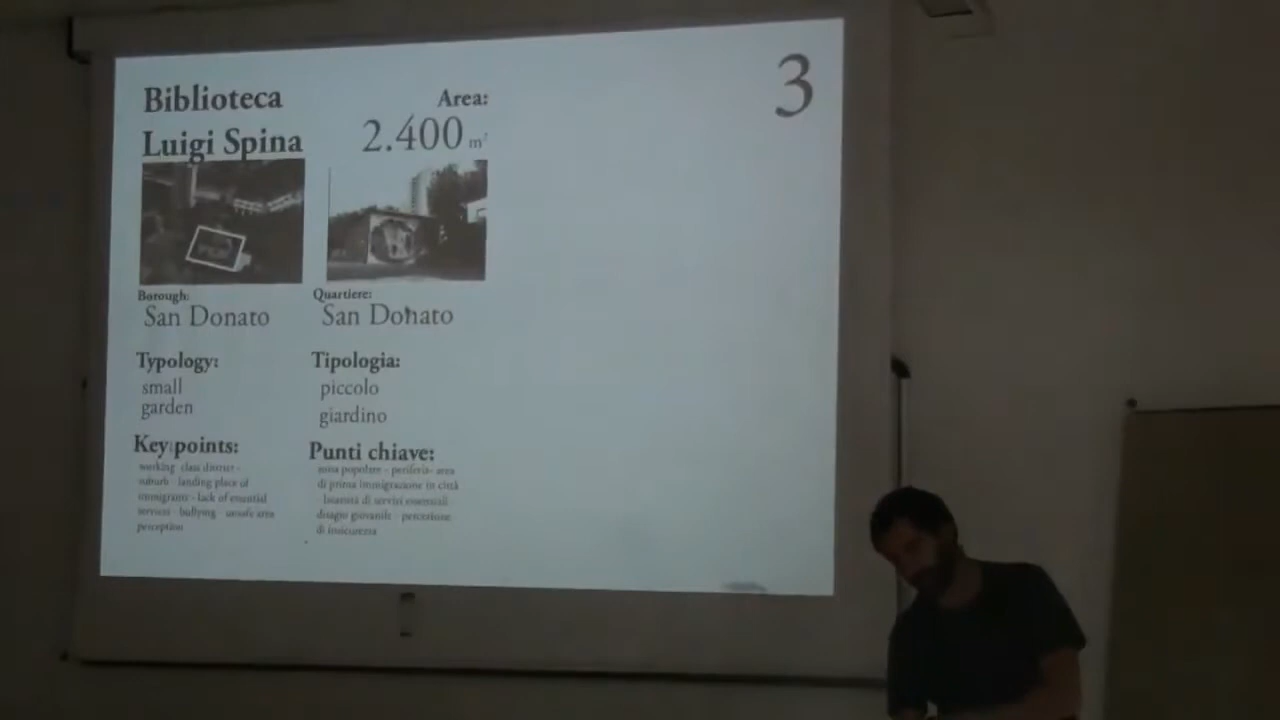 3
Biblioteca
Luigi Spina
Area:
2.400 m²
Borough:
San Donato
Typology:
small
garden
Key points:
working class district -
suburb - landing place of
immigrants - lack of essential
services - bullying - unsafe area
perception
Quartiere:
San Donato
Tipologia:
piccolo
giardino
Punti chiave:
zona popolare - periferia - area
di prima immigrazione in città
di servizi essenziali
disagio giovanile - percezione
di insicurezza